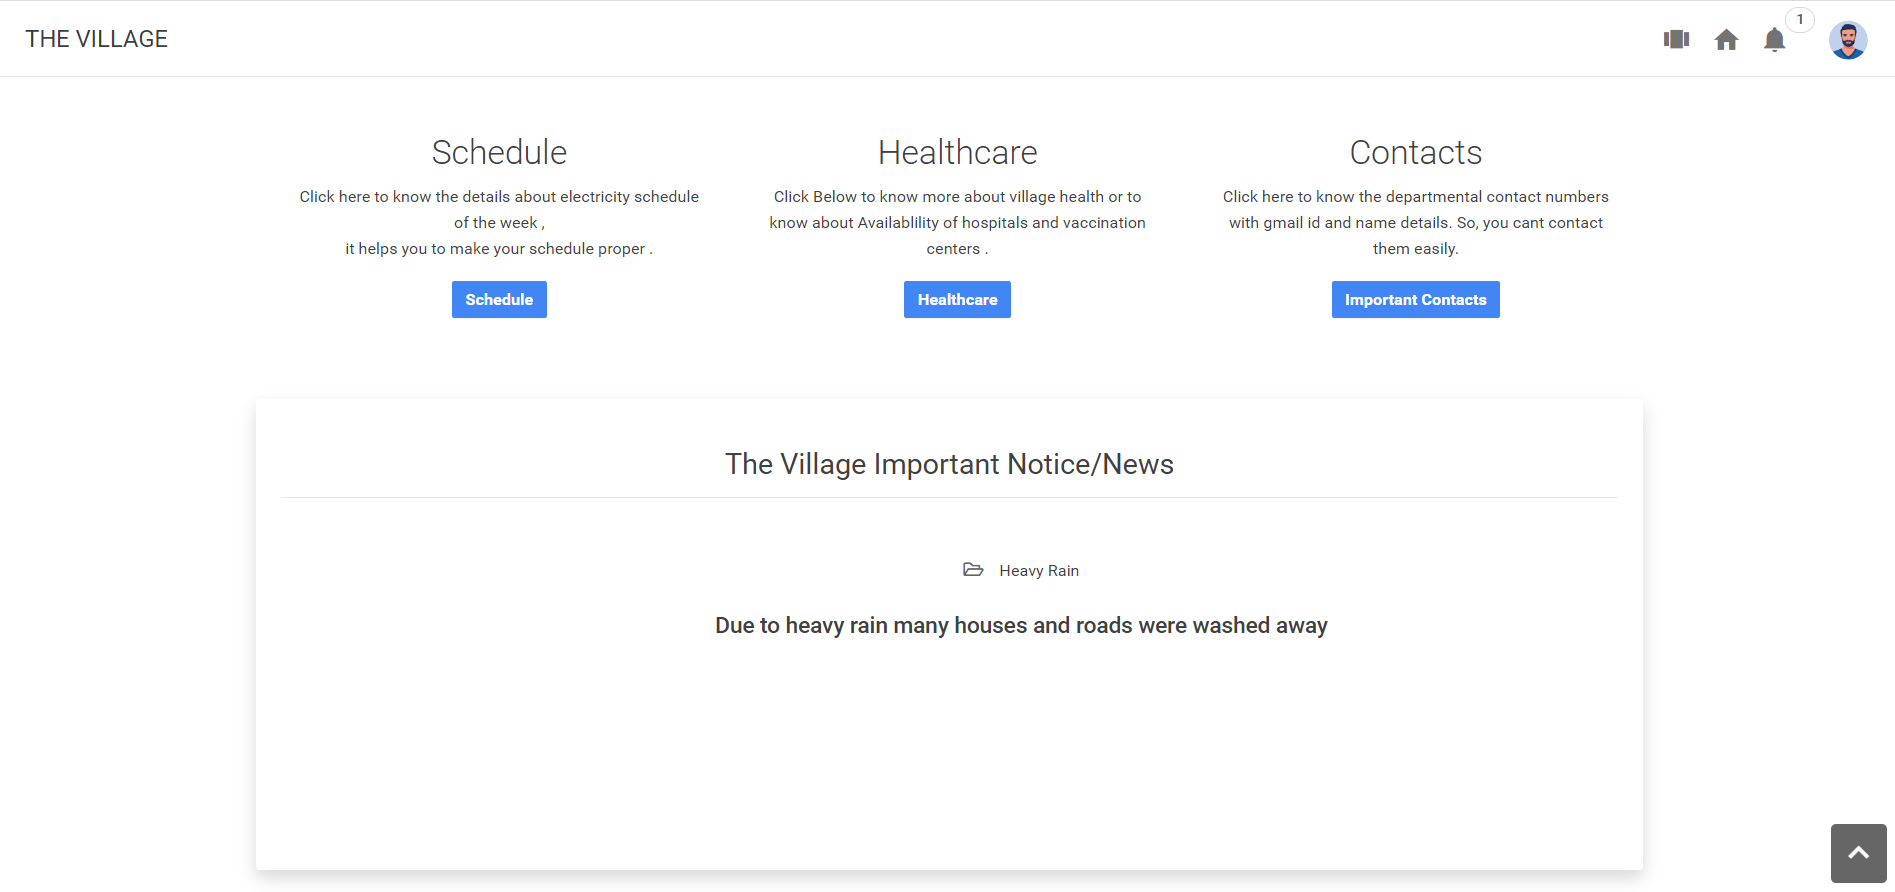 THE VILLAGE
1
Schedule
Click here to know the details about electricity schedule
of the week ,
it helps you to make your schedule proper .
Schedule
Healthcare
Click Below to know more about village health or to
know about Availablility of hospitals and vaccination
centers .
Healthcare
Contacts
Click here to know the departmental contact numbers
with gmail id and name details. So, you cant contact
them easily.
Important Contacts
The Village Important Notice/News
Heavy Rain
Due to heavy rain many houses and roads were washed away